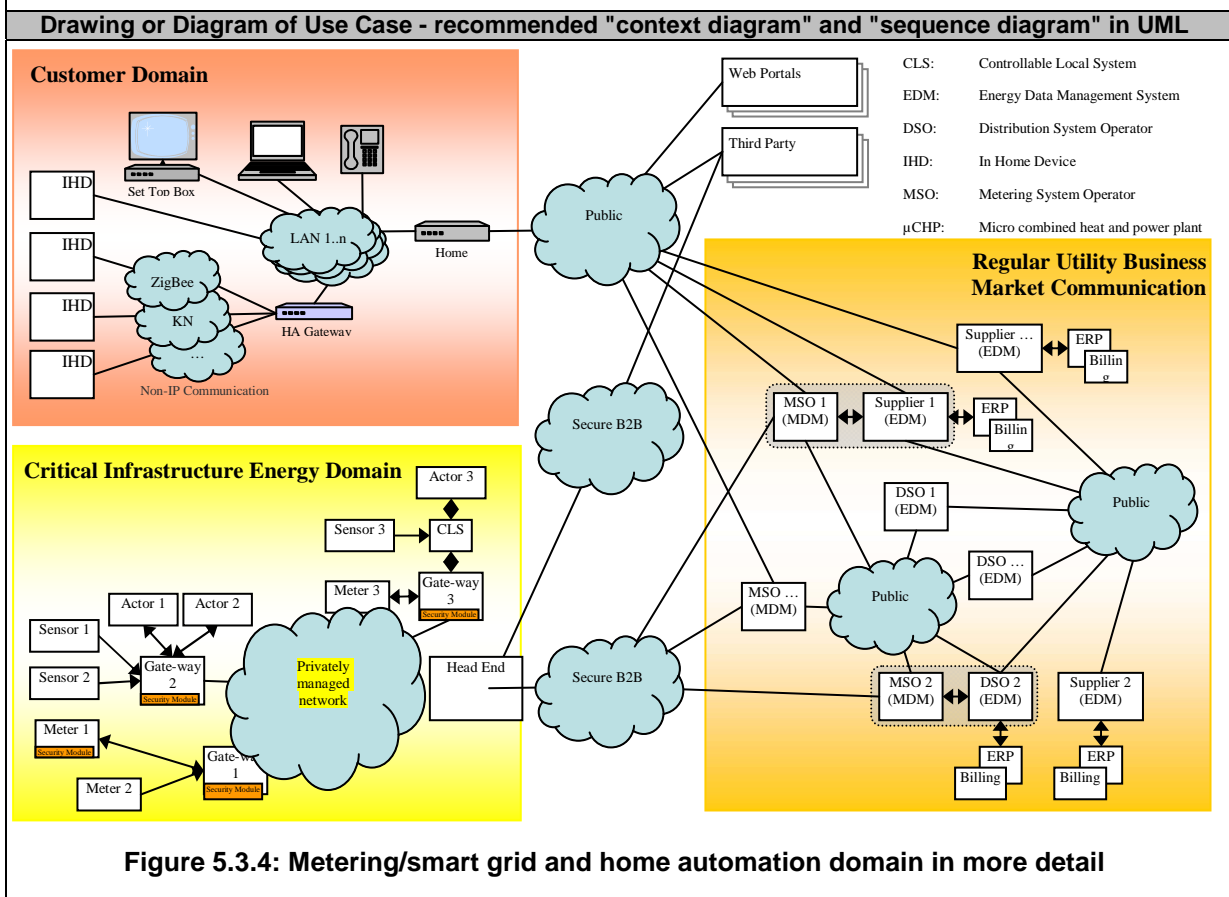 Drawing or Diagram of Use Case - recommended "context diagram" and "sequence diagram" in UML
Customer Domain
Set Top Box
IHD
IHD
IHD
IHD
LAN 1..n
Home
ZigBee
KN
…
HA Gateway
Non-IP Communication
Public
Web Portals
Third Party
CLS: Controllable Local System
EDM: Energy Data Management System
DSO: Distribution System Operator
IHD: In Home Device
MSO: Metering System Operator
µCHP: Micro combined heat and power plant
Critical Infrastructure Energy Domain
Actor 3
Sensor 3
CLS
Meter 3
Gate-way
3
Security Module
Actor 1
Actor 2
Sensor 1
Sensor 2
Gate-way
2
Security Module
Meter 1
Security Module
Meter 2
Gate-way
1
Security Module
Privately
managed
network
Head End
Secure B2B
Secure B2B
Regular Utility Business
Market Communication
Supplier …
(EDM)
ERP
Billin
g
MSO 1
(MDM)
Supplier 1
(EDM)
ERP
Billin
g
DSO 1
(EDM)
Public
DSO …
(EDM)
MSO …
(MDM)
Public
MSO 2
(MDM)
DSO 2
(EDM)
Supplier 2
(EDM)
ERP
Billing
ERP
Billing
Figure 5.3.4: Metering/smart grid and home automation domain in more detail